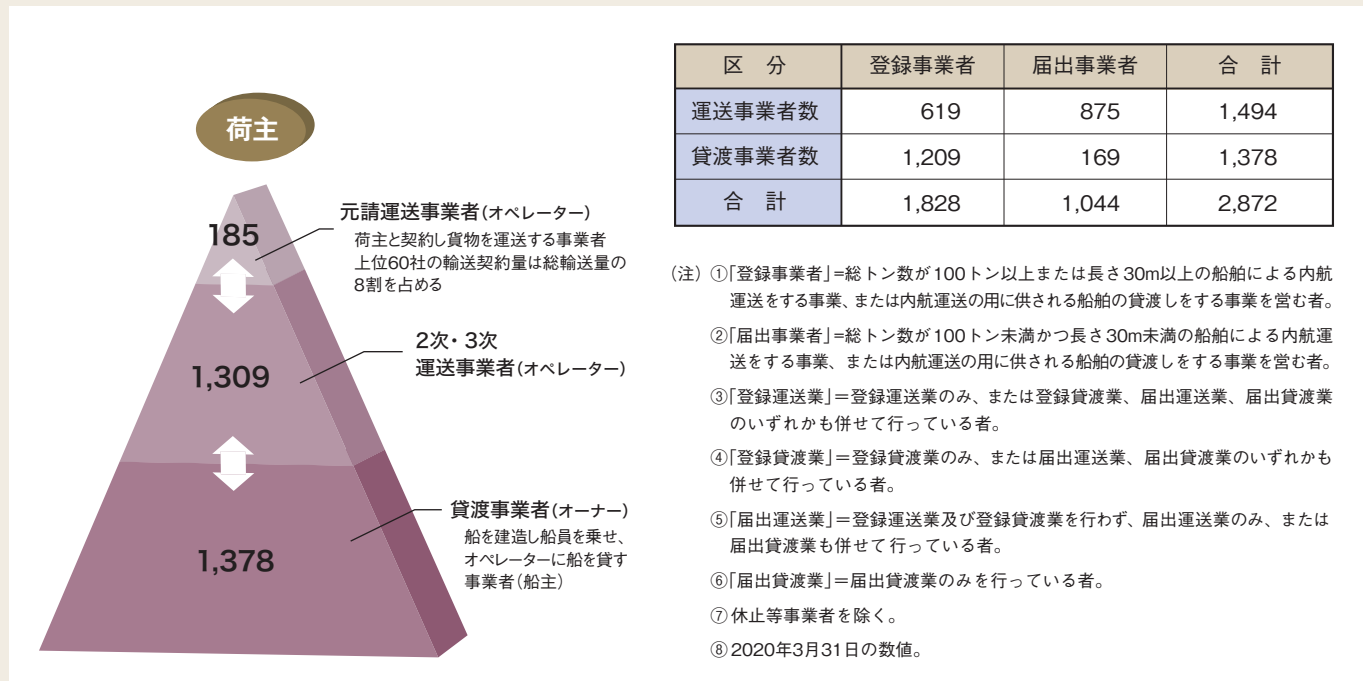 荷主
185
元請運送事業者(オペレーター)
荷主と契約し貨物を運送する事業者
上位60社の輸送契約量は総輸送量の
8割を占める
1,309
2次・3次
運送事業者(オペレーター)
1,378
貸渡事業者(オーナー)
船を建造し船員を乗せ、
オペレーターに船を貸す
事業者(船主)
区 分 登録事業者 届出事業者 合 計
運送事業者数 619 875 1,494
貸渡事業者数 1,209 169 1,378
合 計 1,828 1,044 2,872
(注) ①「登録事業者」=総トン数が100トン以上または長さ30m以上の船舶による内航
運送をする事業、または内航運送の用に供される船舶の貸渡しをする事業を営む者。
②「届出事業者」=総トン数が100トン未満かつ長さ30m未満の船舶による内航運
送をする事業、または内航運送の用に供される船舶の貸渡しをする事業を営む者。
③「登録運送業」=登録運送業のみ、または登録貸渡業、届出運送業、届出貸渡業
のいずれかも併せて行っている者。
④「登録貸渡業」=登録貸渡業のみ、または届出運送業、届出貸渡業のいずれかも
併せて行っている者。
⑤「届出運送業」=登録運送業及び登録貸渡業を行わず、届出運送業のみ、または
届出貸渡業も併せて行っている者。
⑥「届出貸渡業」=届出貸渡業のみを行っている者。
⑦休止等事業者を除く。
⑧2020年3月31日の数値。